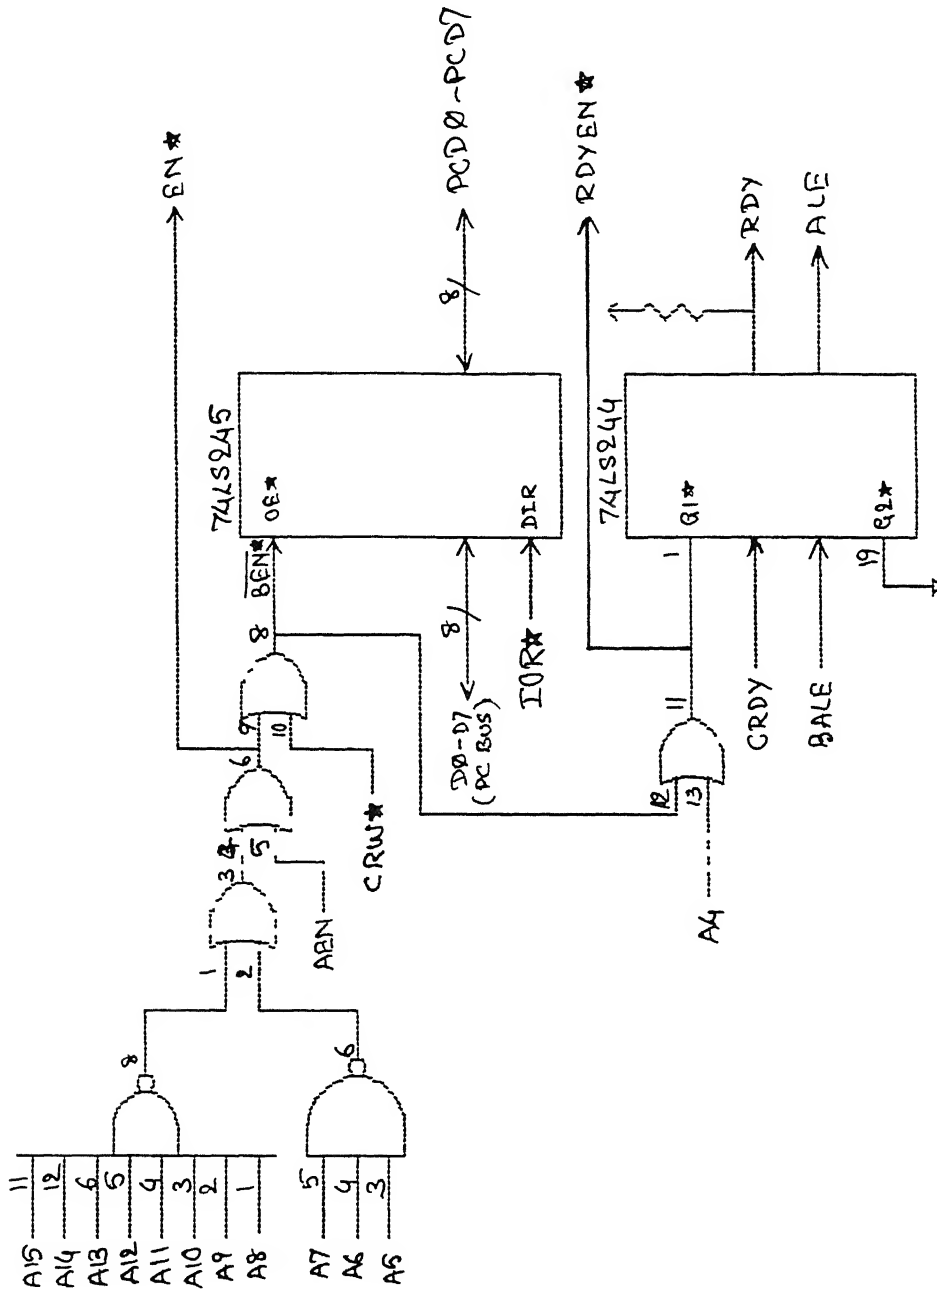 A15
A14
A13
A12
A11
A10
A9
A8
11
12
6
5
4
3
2
1
8
A7
A6
A5
5
4
3
6
1
2
3
5
AEN
6
EN*
9
10
CRW*
8
BEN*
74LS245
OE*
DIR
8
D0-D7
(PC BUS)
IOR*
8
PCD0-PCD7
A4
12
13
11
RDYEN*
74LS244
1
G1*
CRDY
BALE
19
G2*
RDY
ALE